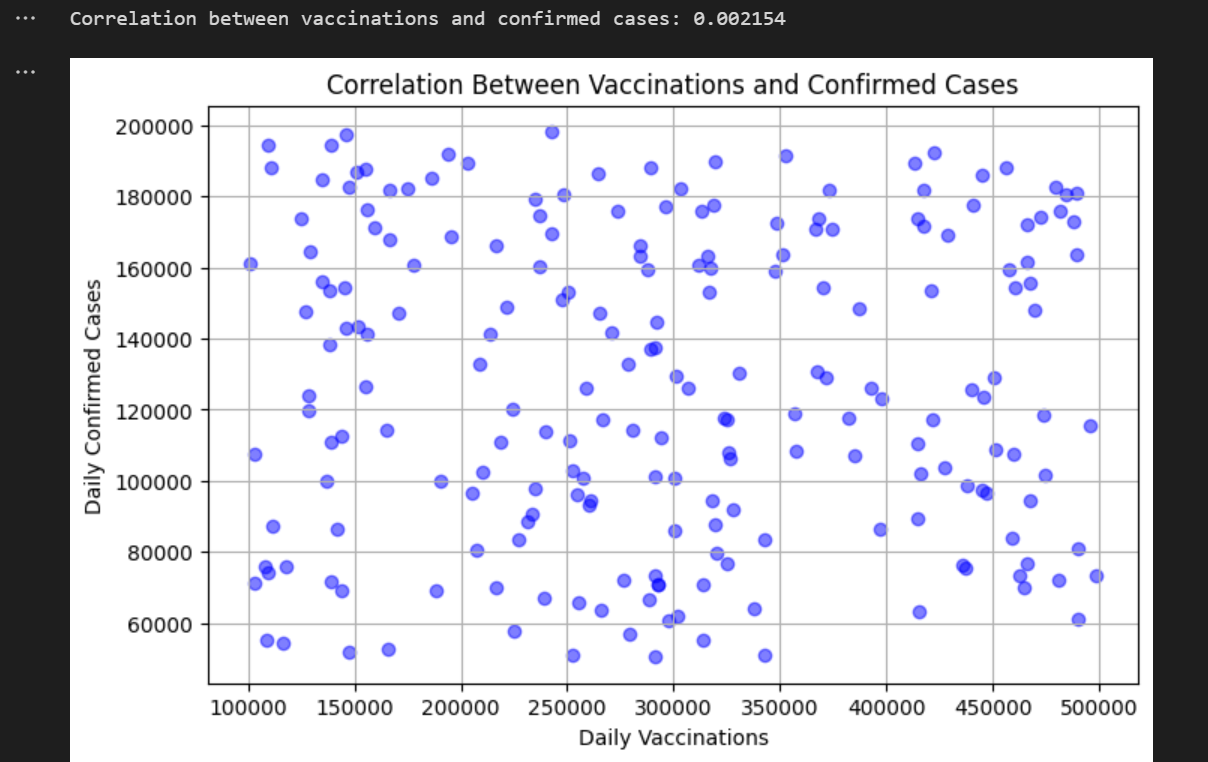 ... Correlation between vaccinations and confirmed cases: 0.002154
...
Correlation Between Vaccinations and Confirmed Cases
200000
180000
160000
140000
120000
100000
80000
60000
Daily Confirmed Cases
100000 150000 200000 250000 300000 350000 400000 450000 500000
Daily Vaccinations